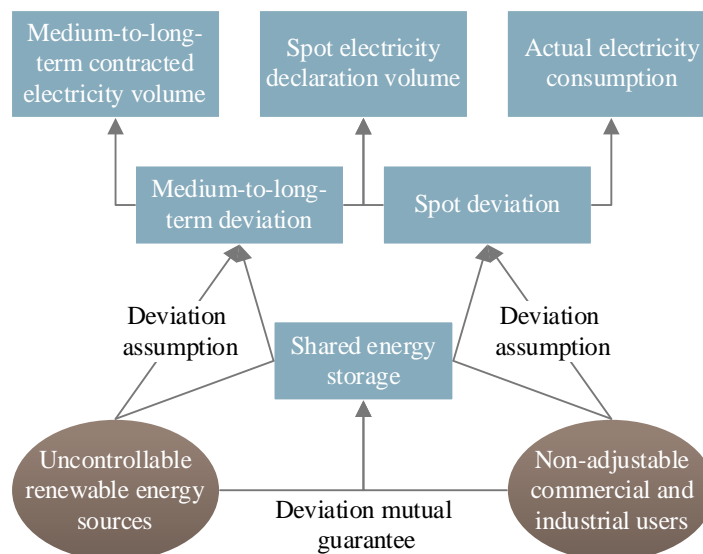 Medium-to-long-
term contracted
electricity volume
Spot electricity
declaration volume
Actual electricity
consumption
Medium-to-long-
term deviation
Spot deviation
Deviation
assumption
Shared energy
storage
Deviation
assumption
Uncontrollable
renewable energy
sources
Deviation mutual
guarantee
Non-adjustable
commercial and
industrial users